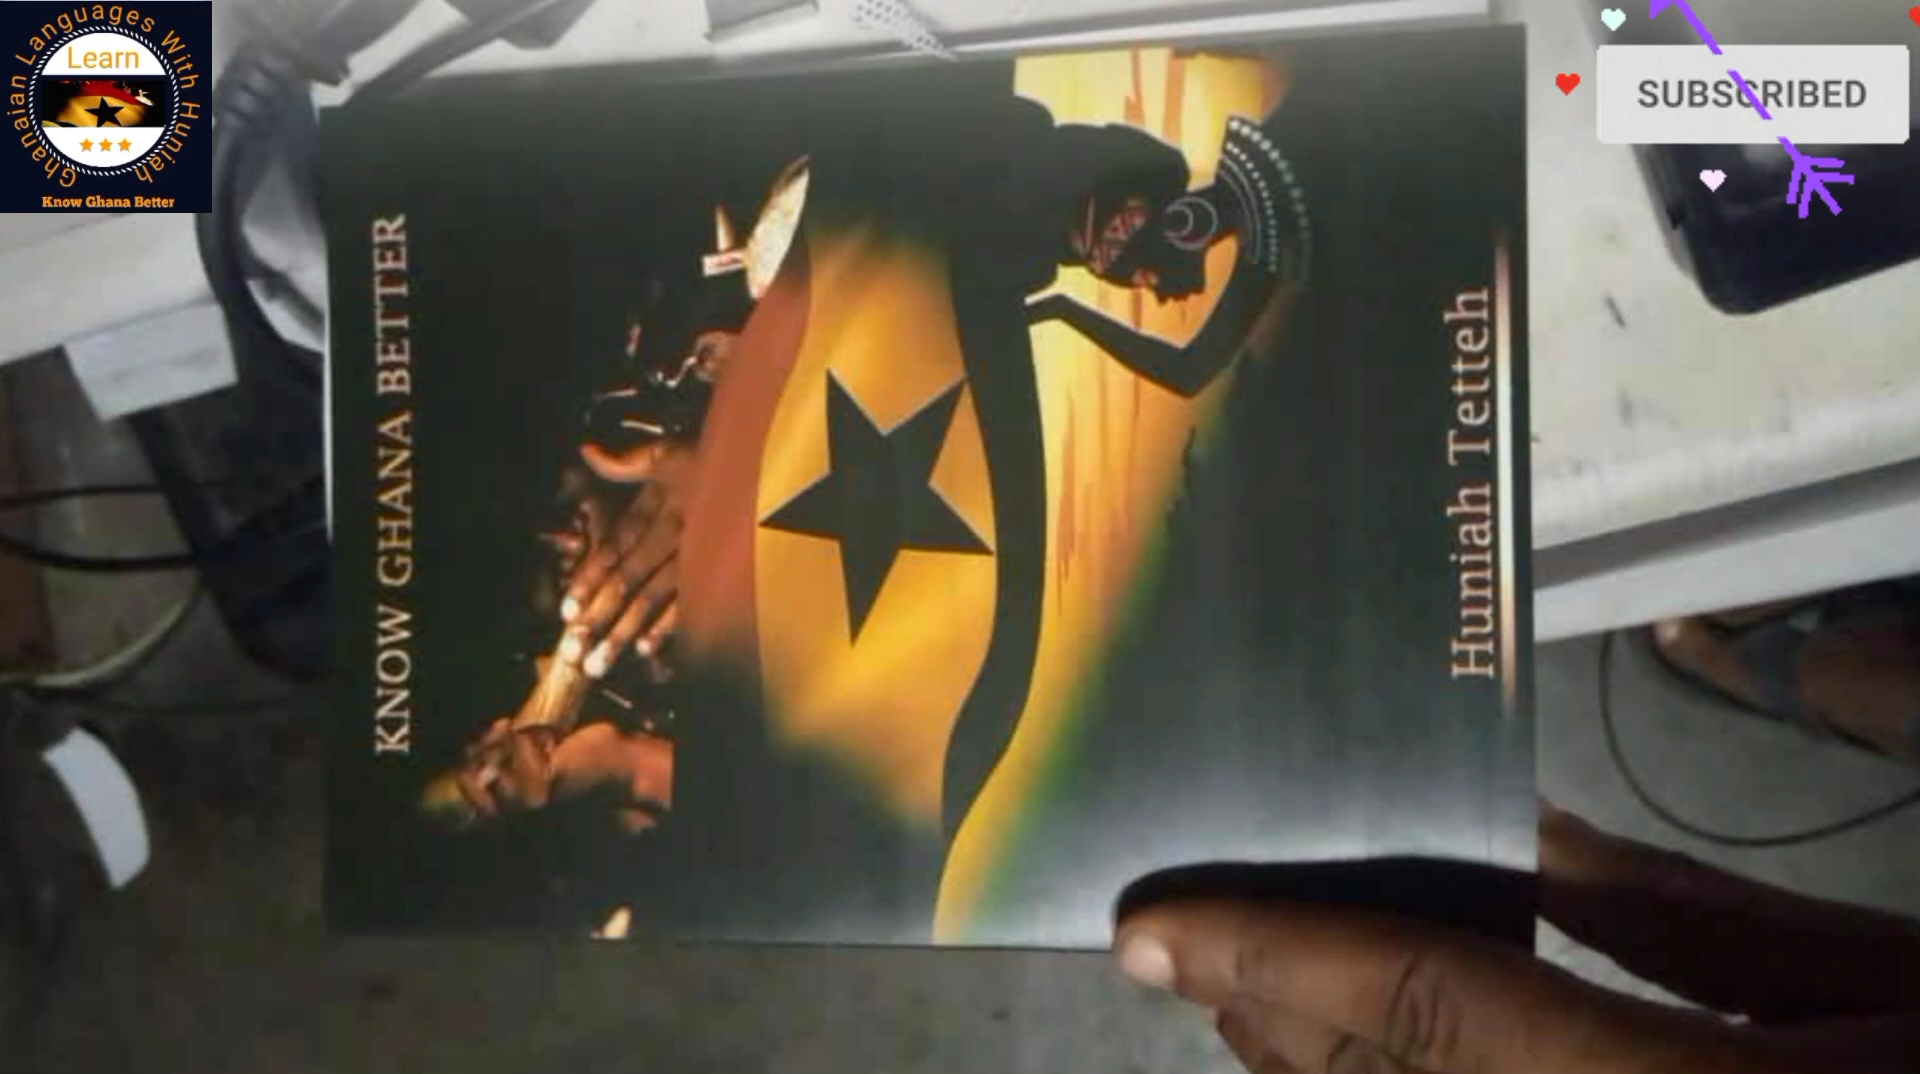 Ghanaian Languages With Huniah
Learn
Know Ghana Better
SUBSCRIBED
KNOW GHANA BETTER
Huniah Tetteh